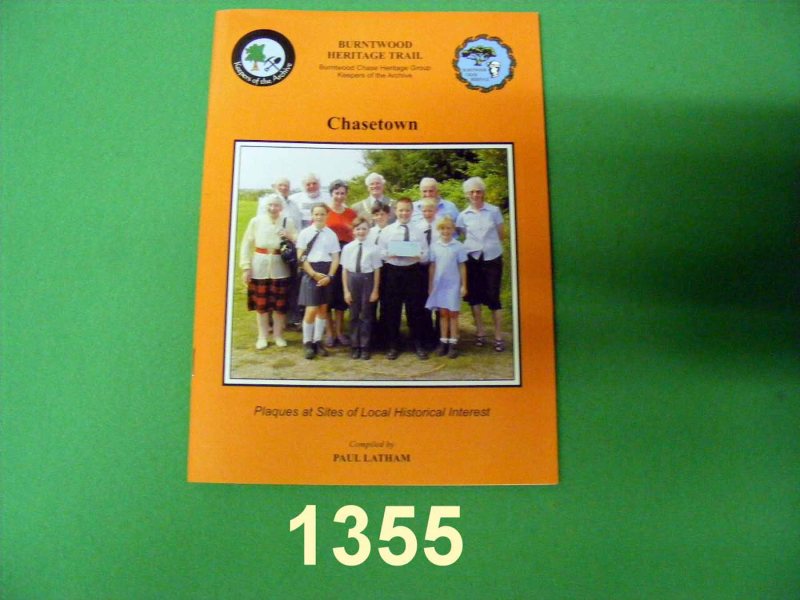 BURNTWOOD
HERITAGE TRAIL
Burntwood Chase Heritage Group
Keepers of the Archive
Keepers of the Archive
Chasetown
Plaques at Sites of Local Historical Interest
Compiled by
PAUL LATHAM
1355